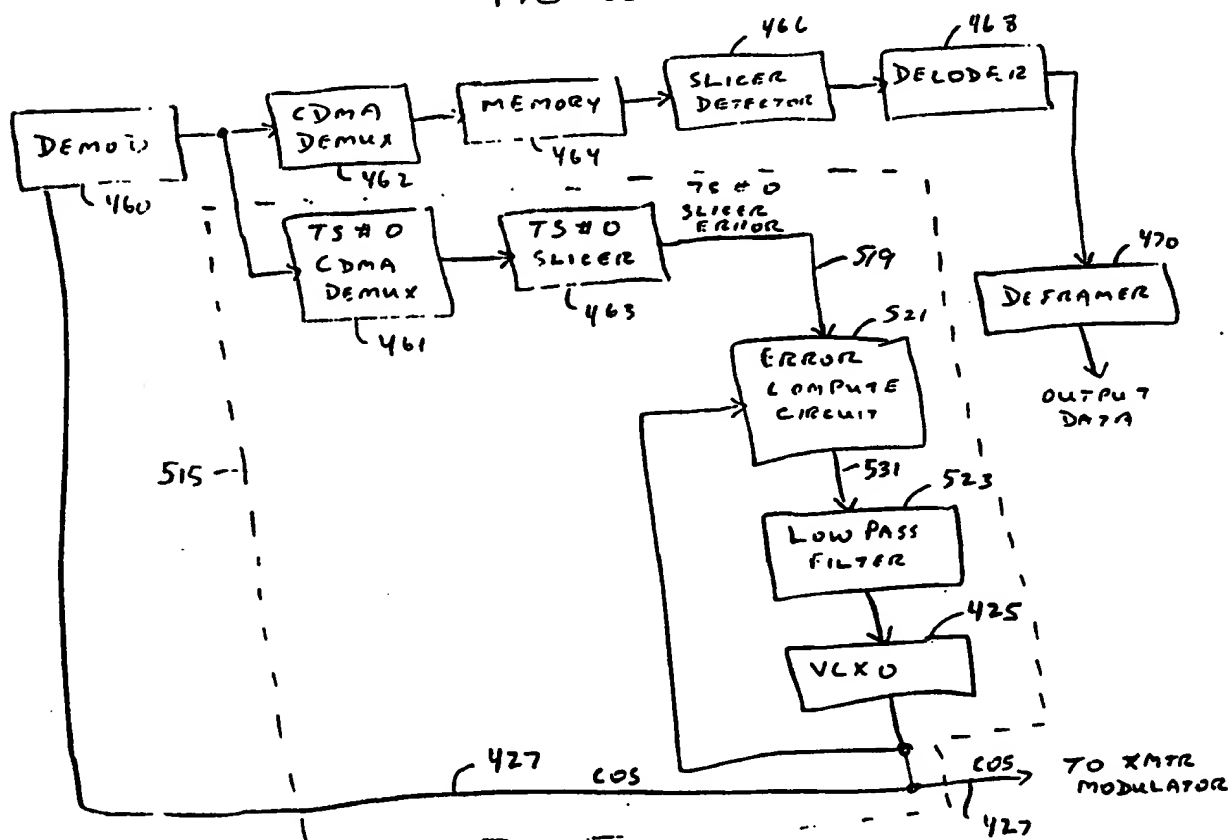 466
468
SLICER
DETECTOR
DECODER
CDMA
DEMUX
MEMORY
DEMOD
464
462
460
TS # 0
SLICER
ERROR
TS # 0
CDMA
DEMUX
TS # 0
SLICER
470
519
DEFRAMER
463
461
521
ERROR
COMPUTE
CIRCUIT
OUTPUT
DATA
515
531
523
LOW PASS
FILTER
425
VCXO
427
COS
COS
TO XMTR
MODULATOR
427